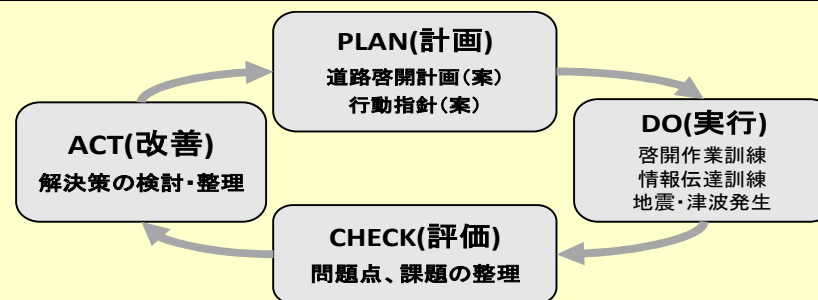 PLAN(計画)
道路啓開計画(案)
行動指針(案)
DO(実行)
啓開作業訓練
情報伝達訓練
地震・津波発生
CHECK(評価)
問題点、課題の整理
ACT(改善)
解決策の検討・整理